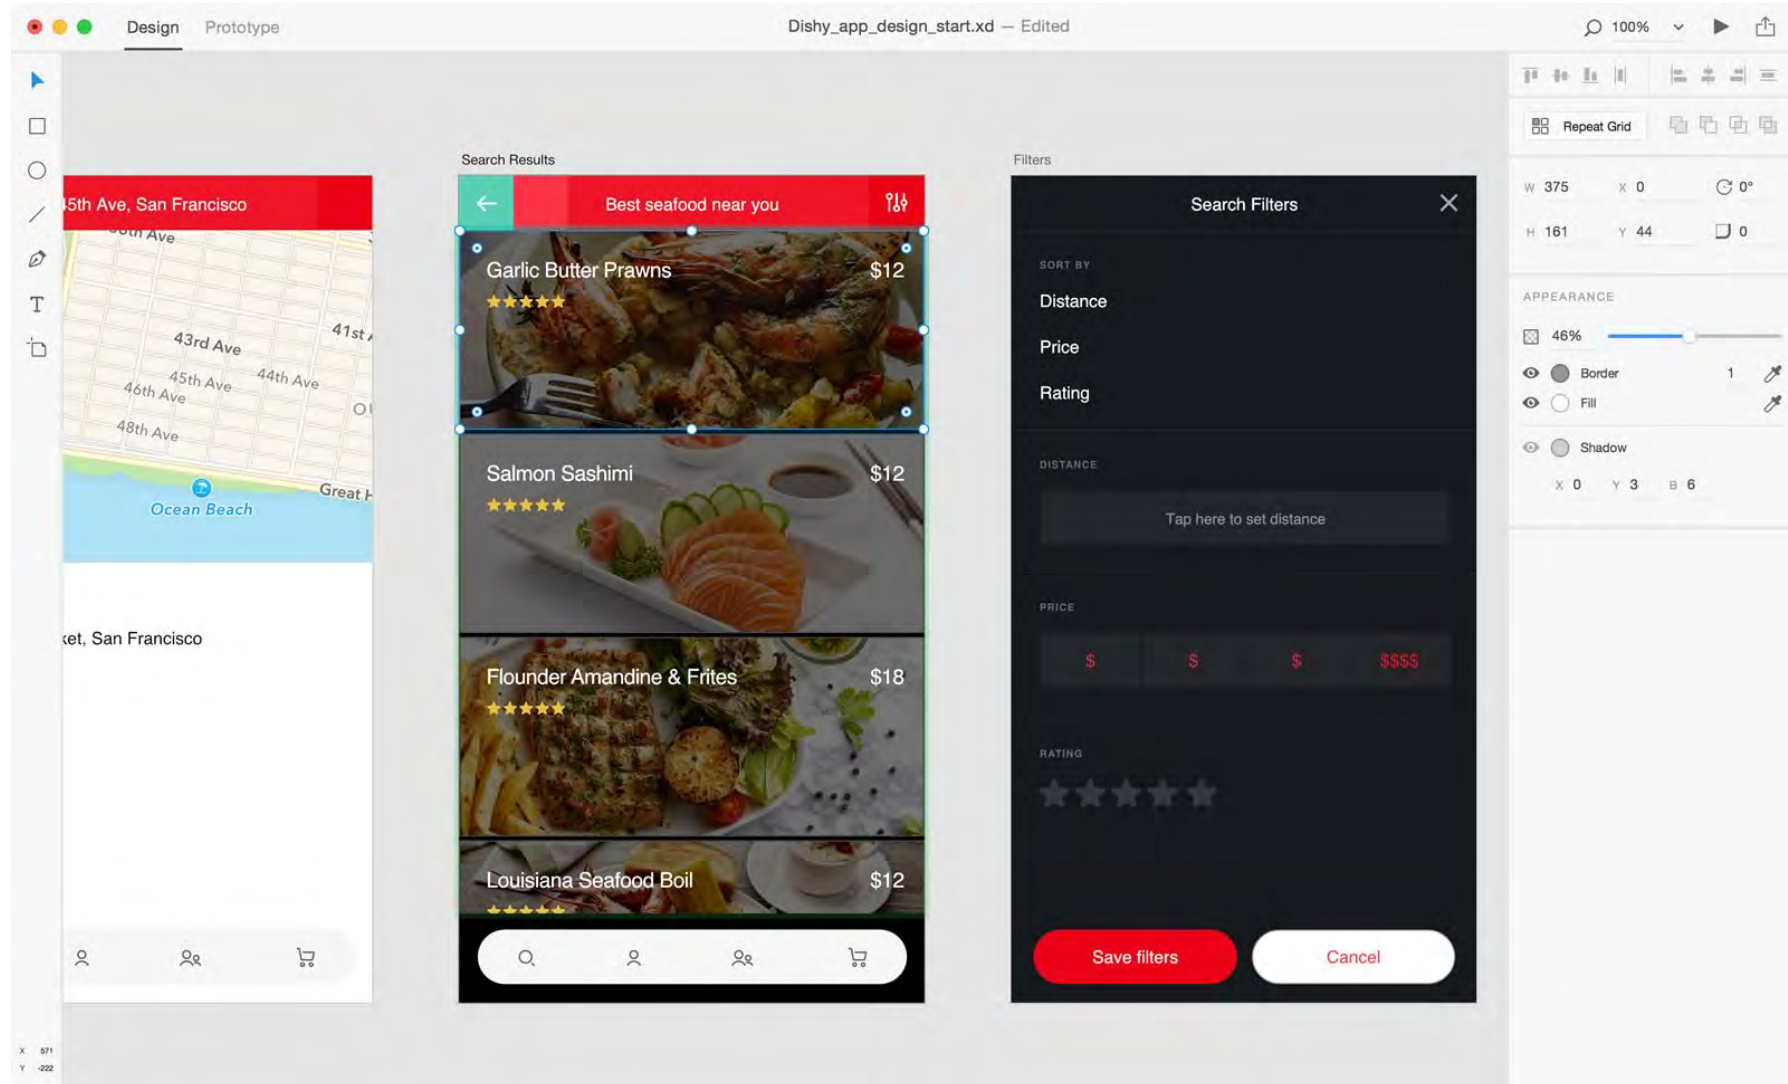 Design Prototype
Dishy_app_design_start.xd — Edited
100%
T
X 571
Y -222
45th Ave, San Francisco
43rd Ave
41st
45th Ave
44th Ave
46th Ave
48th Ave
Great H
Ocean Beach
ket, San Francisco
Search Results
Best seafood near you
Garlic Butter Prawns $12
Salmon Sashimi $12
Flounder Amandine & Frites $18
Louisiana Seafood Boil $12
Filters
Search Filters
SORT BY
Distance
Price
Rating
DISTANCE
Tap here to set distance
PRICE
$ $ $ $$$$
RATING
Save filters Cancel
Repeat Grid
W 375 X 0 0°
H 161 Y 44 0
APPEARANCE
46%
Border 1
Fill
Shadow
X 0 Y 3 B 6